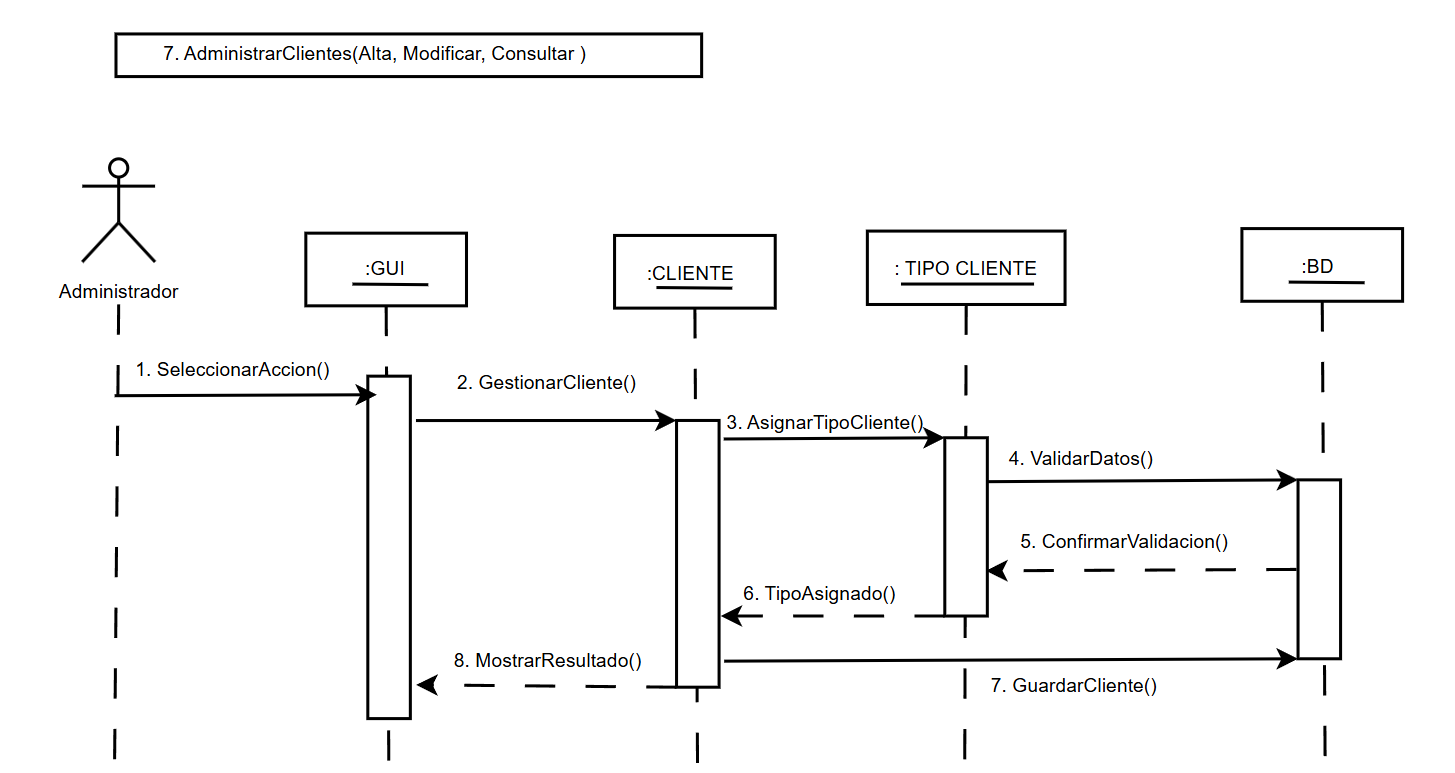 7. AdministrarClientes(Alta, Modificar, Consultar )
Administrador
:GUI
:CLIENTE
: TIPO CLIENTE
:BD
1. SeleccionarAccion()
2. GestionarCliente()
3. AsignarTipoCliente()
4. ValidarDatos()
5. ConfirmarValidacion()
6. TipoAsignado()
8. MostrarResultado()
7. GuardarCliente()